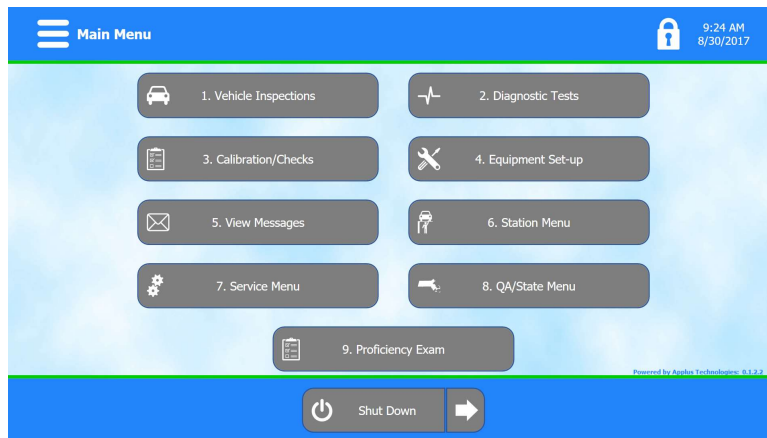 Main Menu
9:24 AM
8/30/2017
1. Vehicle Inspections
2. Diagnostic Tests
3. Calibration/Checks
4. Equipment Set-up
5. View Messages
6. Station Menu
7. Service Menu
8. QA/State Menu
9. Proficiency Exam
Powered by Applus Technologies: 0.1.2.2
Shut Down